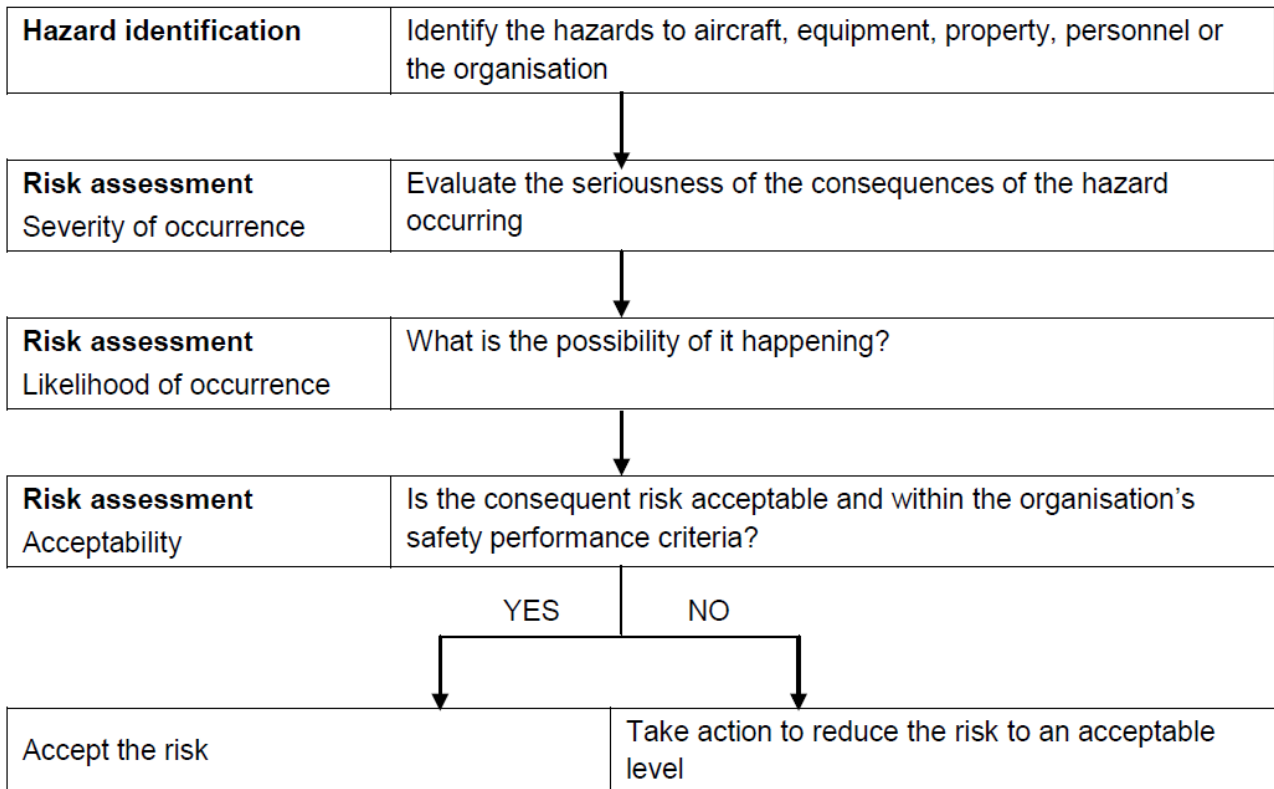 Hazard identification
Identify the hazards to aircraft, equipment, property, personnel or
the organisation
Risk assessment
Severity of occurrence
Evaluate the seriousness of the consequences of the hazard
occurring
Risk assessment
Likelihood of occurrence
What is the possibility of it happening?
Risk assessment
Acceptability
Is the consequent risk acceptable and within the organisation's
safety performance criteria?
YES
NO
Accept the risk
Take action to reduce the risk to an acceptable
level